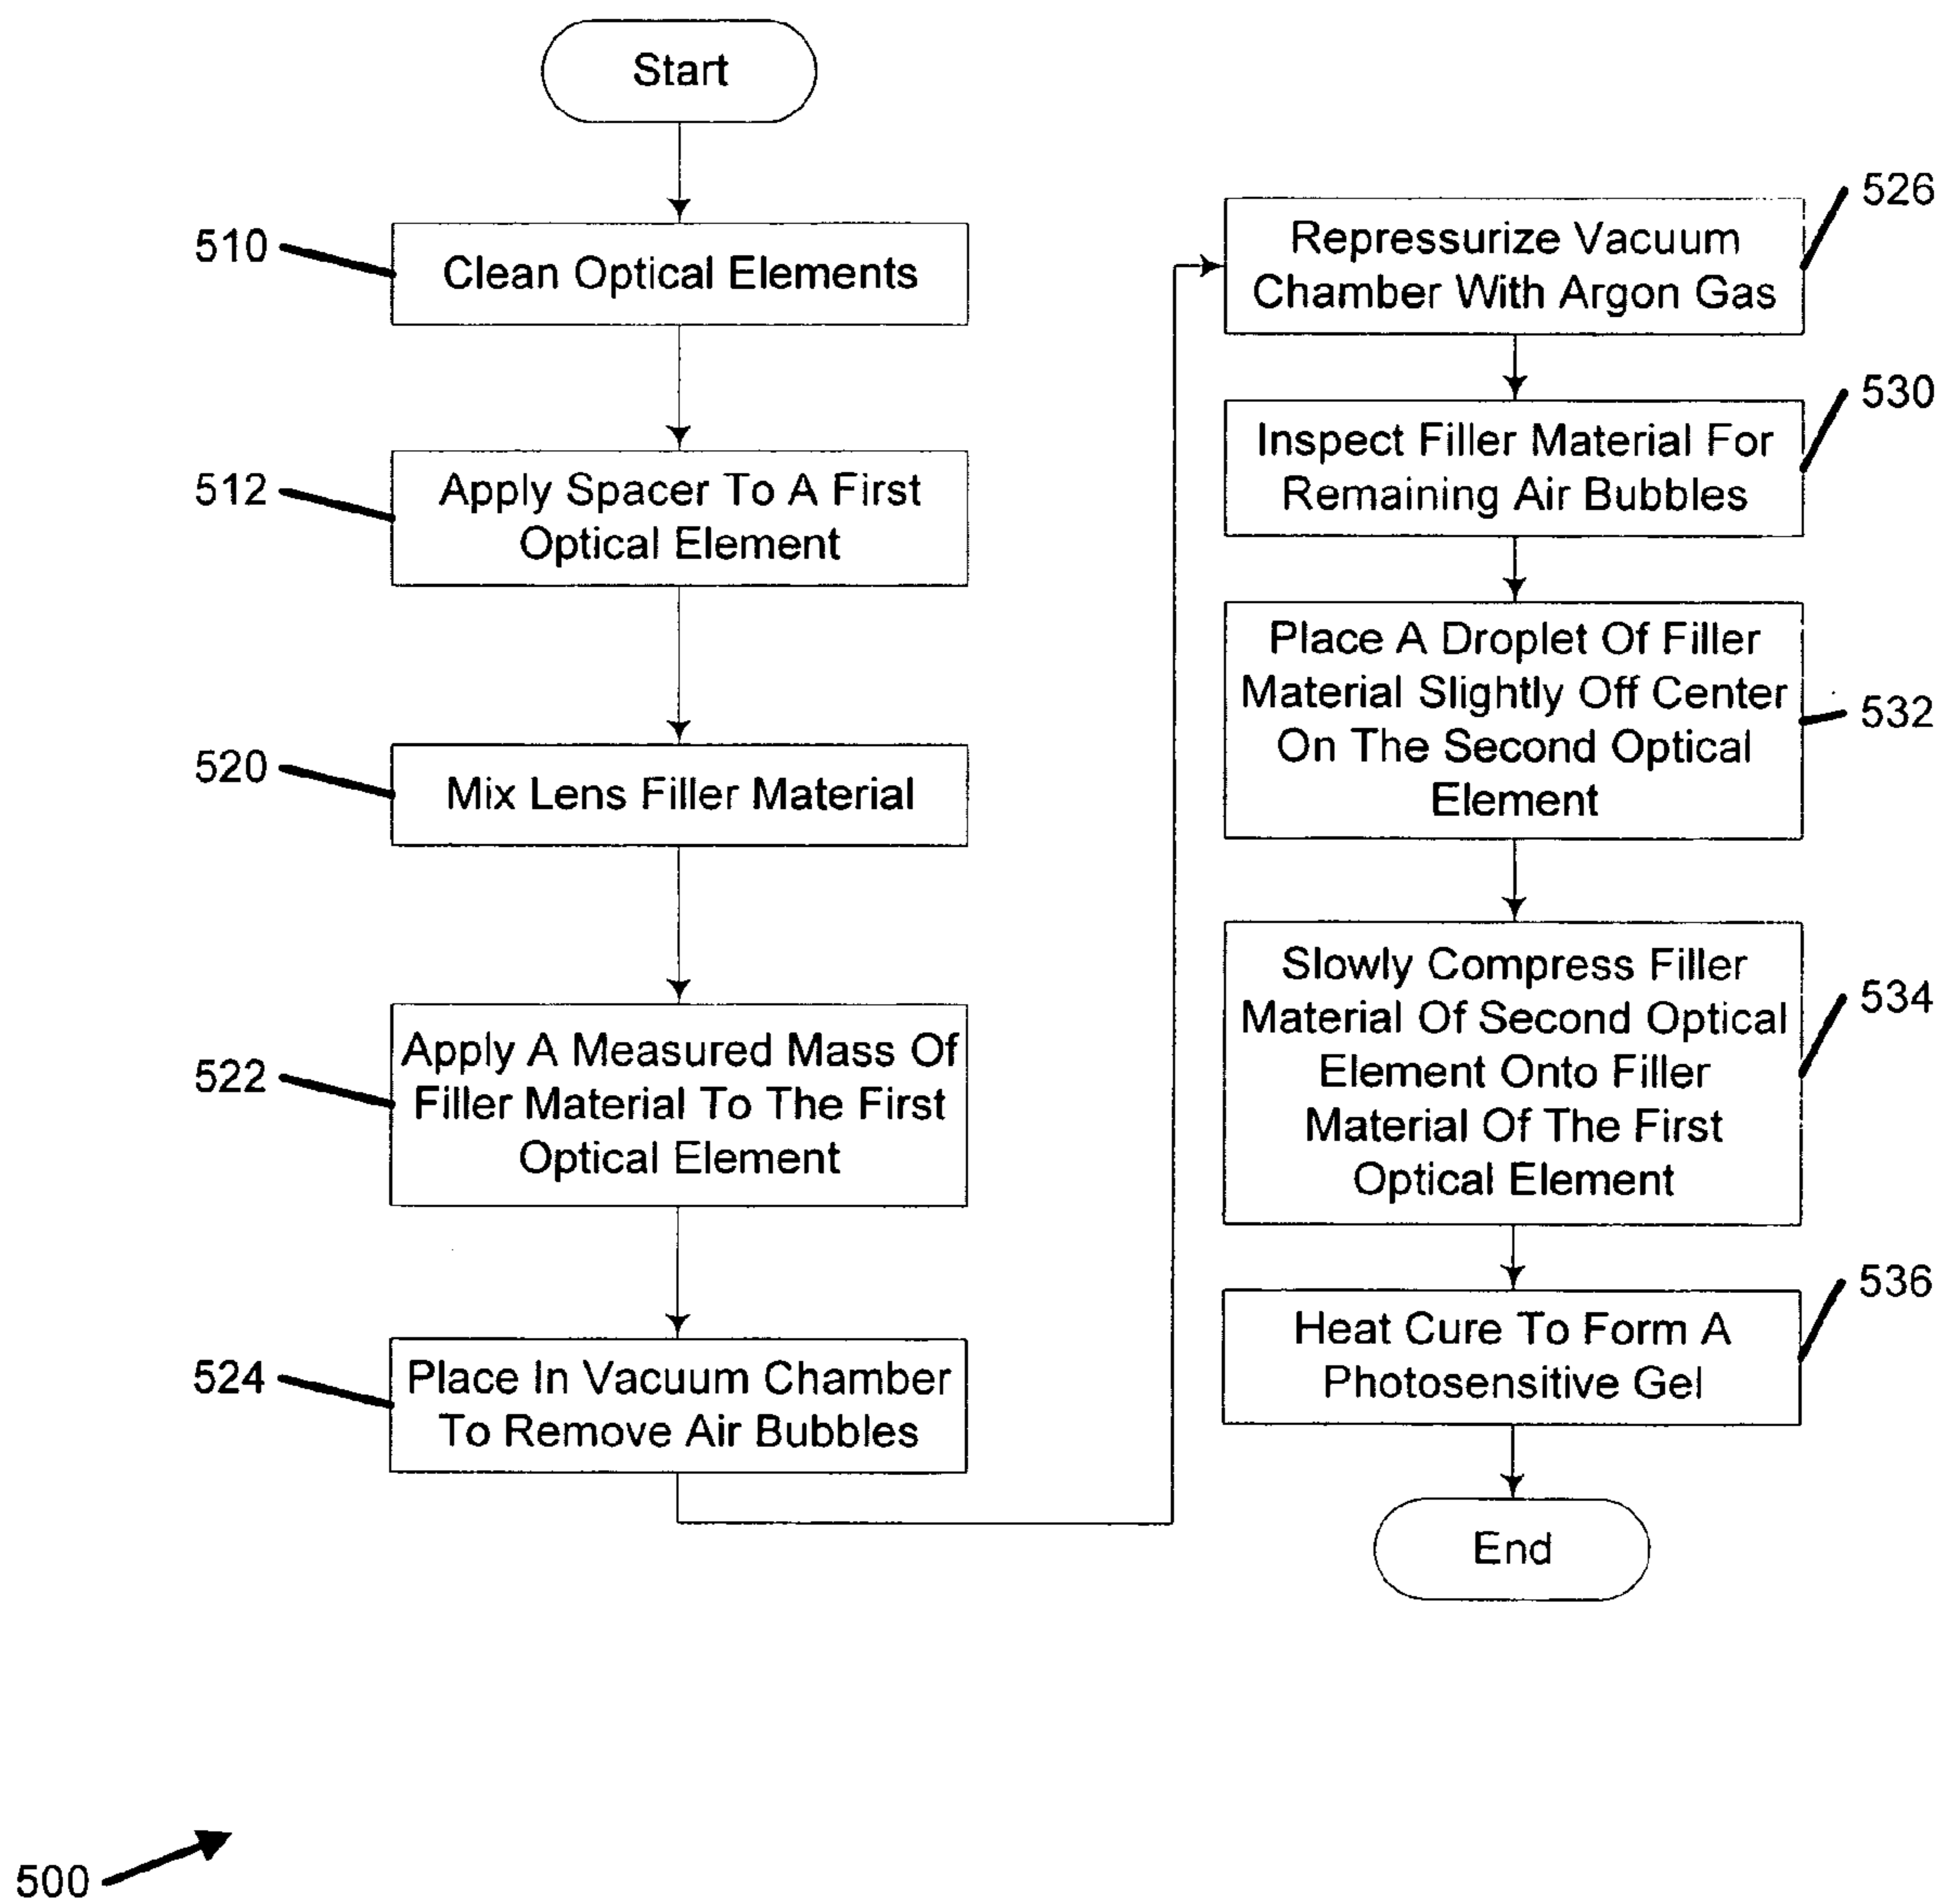 Start
510
Clean Optical Elements
512
Apply Spacer To A First
Optical Element
520
Mix Lens Filler Material
522
Apply A Measured Mass Of
Filler Material To The First
Optical Element
524
Place In Vacuum Chamber
To Remove Air Bubbles
526
Repressurize Vacuum
Chamber With Argon Gas
530
Inspect Filler Material For
Remaining Air Bubbles
532
Place A Droplet Of Filler
Material Slightly Off Center
On The Second Optical
Element
534
Slowly Compress Filler
Material Of Second Optical
Element Onto Filler
Material Of The First
Optical Element
536
Heat Cure To Form A
Photosensitive Gel
End
500